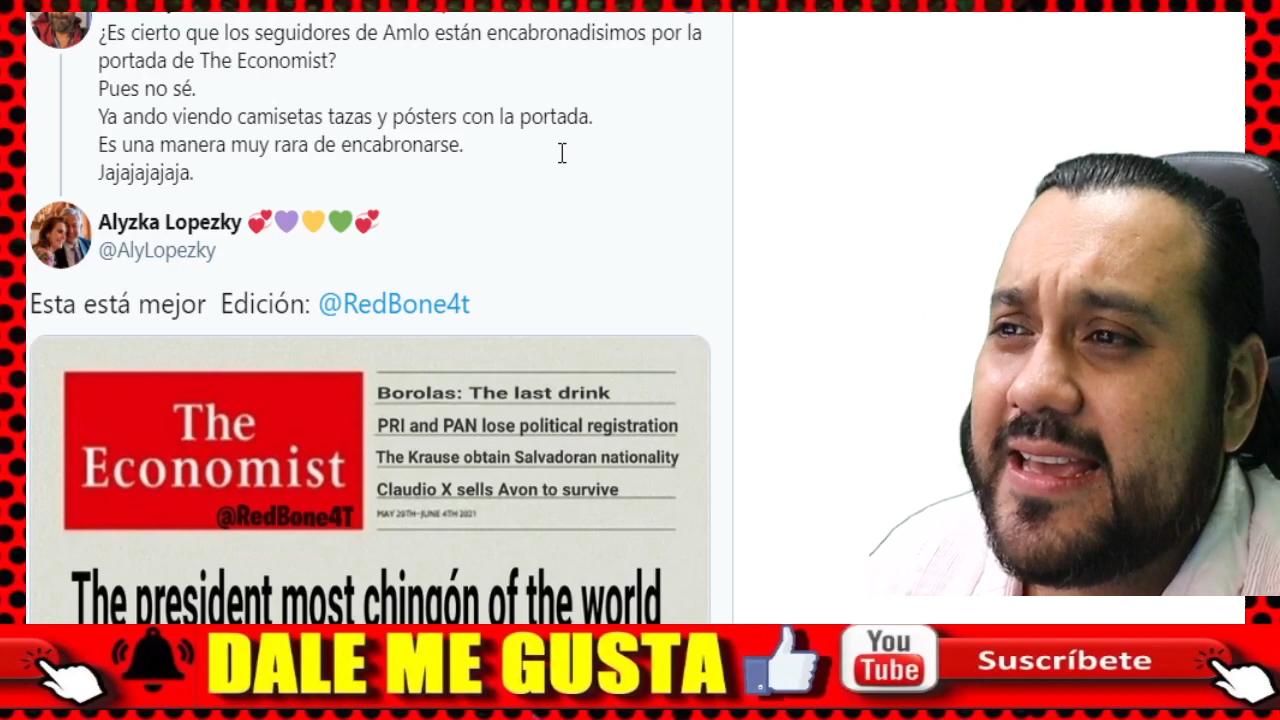 ¿Es cierto que los seguidores de Amlo están encabronadisimos por la
portada de The Economist?
Pues no sé.
Ya ando viendo camisetas tazas y pósters con la portada.
Es una manera muy rara de encabronarse.
Jajajajajaja.
Alyzka Lopezky 💞💜💛💚💞
@AlyLopezky
Esta está mejor Edición: @RedBone4t
The
Economist
@RedBone4T
Borolas: The last drink
PRI and PAN lose political registration
The Krause obtain Salvadoran nationality
Claudio X sells Avon to survive
MAY 29TH-JUNE 4TH 2021
The president most chingón of the world
DALE ME GUSTA
You
Tube
Suscríbete